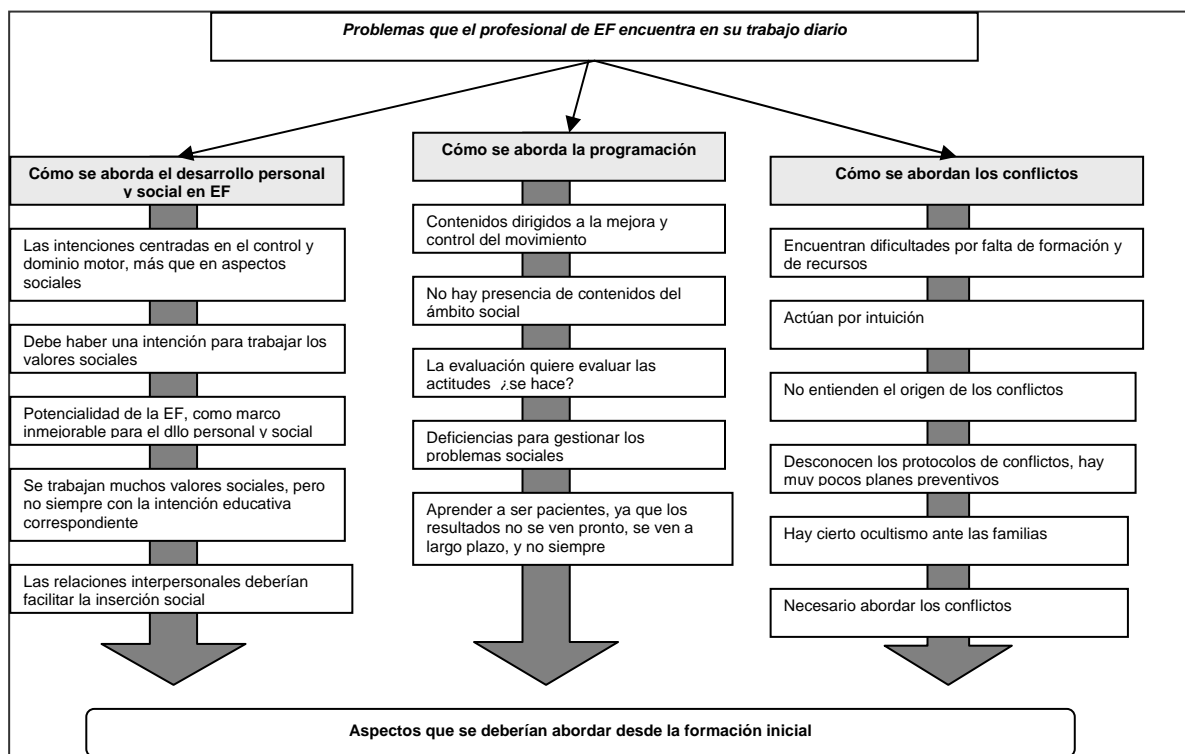 Problemas que el profesional de EF encuentra en su trabajo diario
Cómo se aborda el desarrollo personal
y social en EF
Las intenciones centradas en el control y
dominio motor, más que en aspectos
sociales
Debe haber una intención para trabajar los
valores sociales
Potencialidad de la EF, como marco
inmejorable para el dllo personal y social
Se trabajan muchos valores sociales, pero
no siempre con la intención educativa
correspondiente
Las relaciones interpersonales deberían
facilitar la inserción social
Cómo se aborda la programación
Contenidos dirigidos a la mejora y
control del movimiento
No hay presencia de contenidos del
ámbito social
La evaluación quiere evaluar las
actitudes ¿se hace?
Deficiencias para gestionar los
problemas sociales
Aprender a ser pacientes, ya que los
resultados no se ven pronto, se ven a
largo plazo, y no siempre
Cómo se abordan los conflictos
Encuentran dificultades por falta de formación y
de recursos
Actúan por intuición
No entienden el origen de los conflictos
Desconocen los protocolos de conflictos, hay
muy pocos planes preventivos
Hay cierto ocultismo ante las familias
Necesario abordar los conflictos
Aspectos que se deberían abordar desde la formación inicial